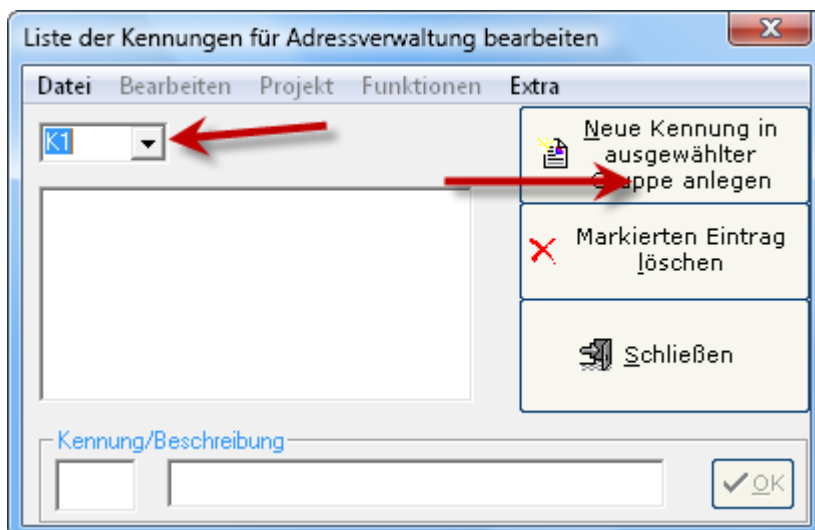 Liste der Kennungen für Adressverwaltung bearbeiten
Datei Bearbeiten Projekt Funktionen Extra
K1
Neue Kennung in
ausgewählter
Gruppe anlegen
Markierten Eintrag
löschen
Schließen
Kennung/Beschreibung
OK